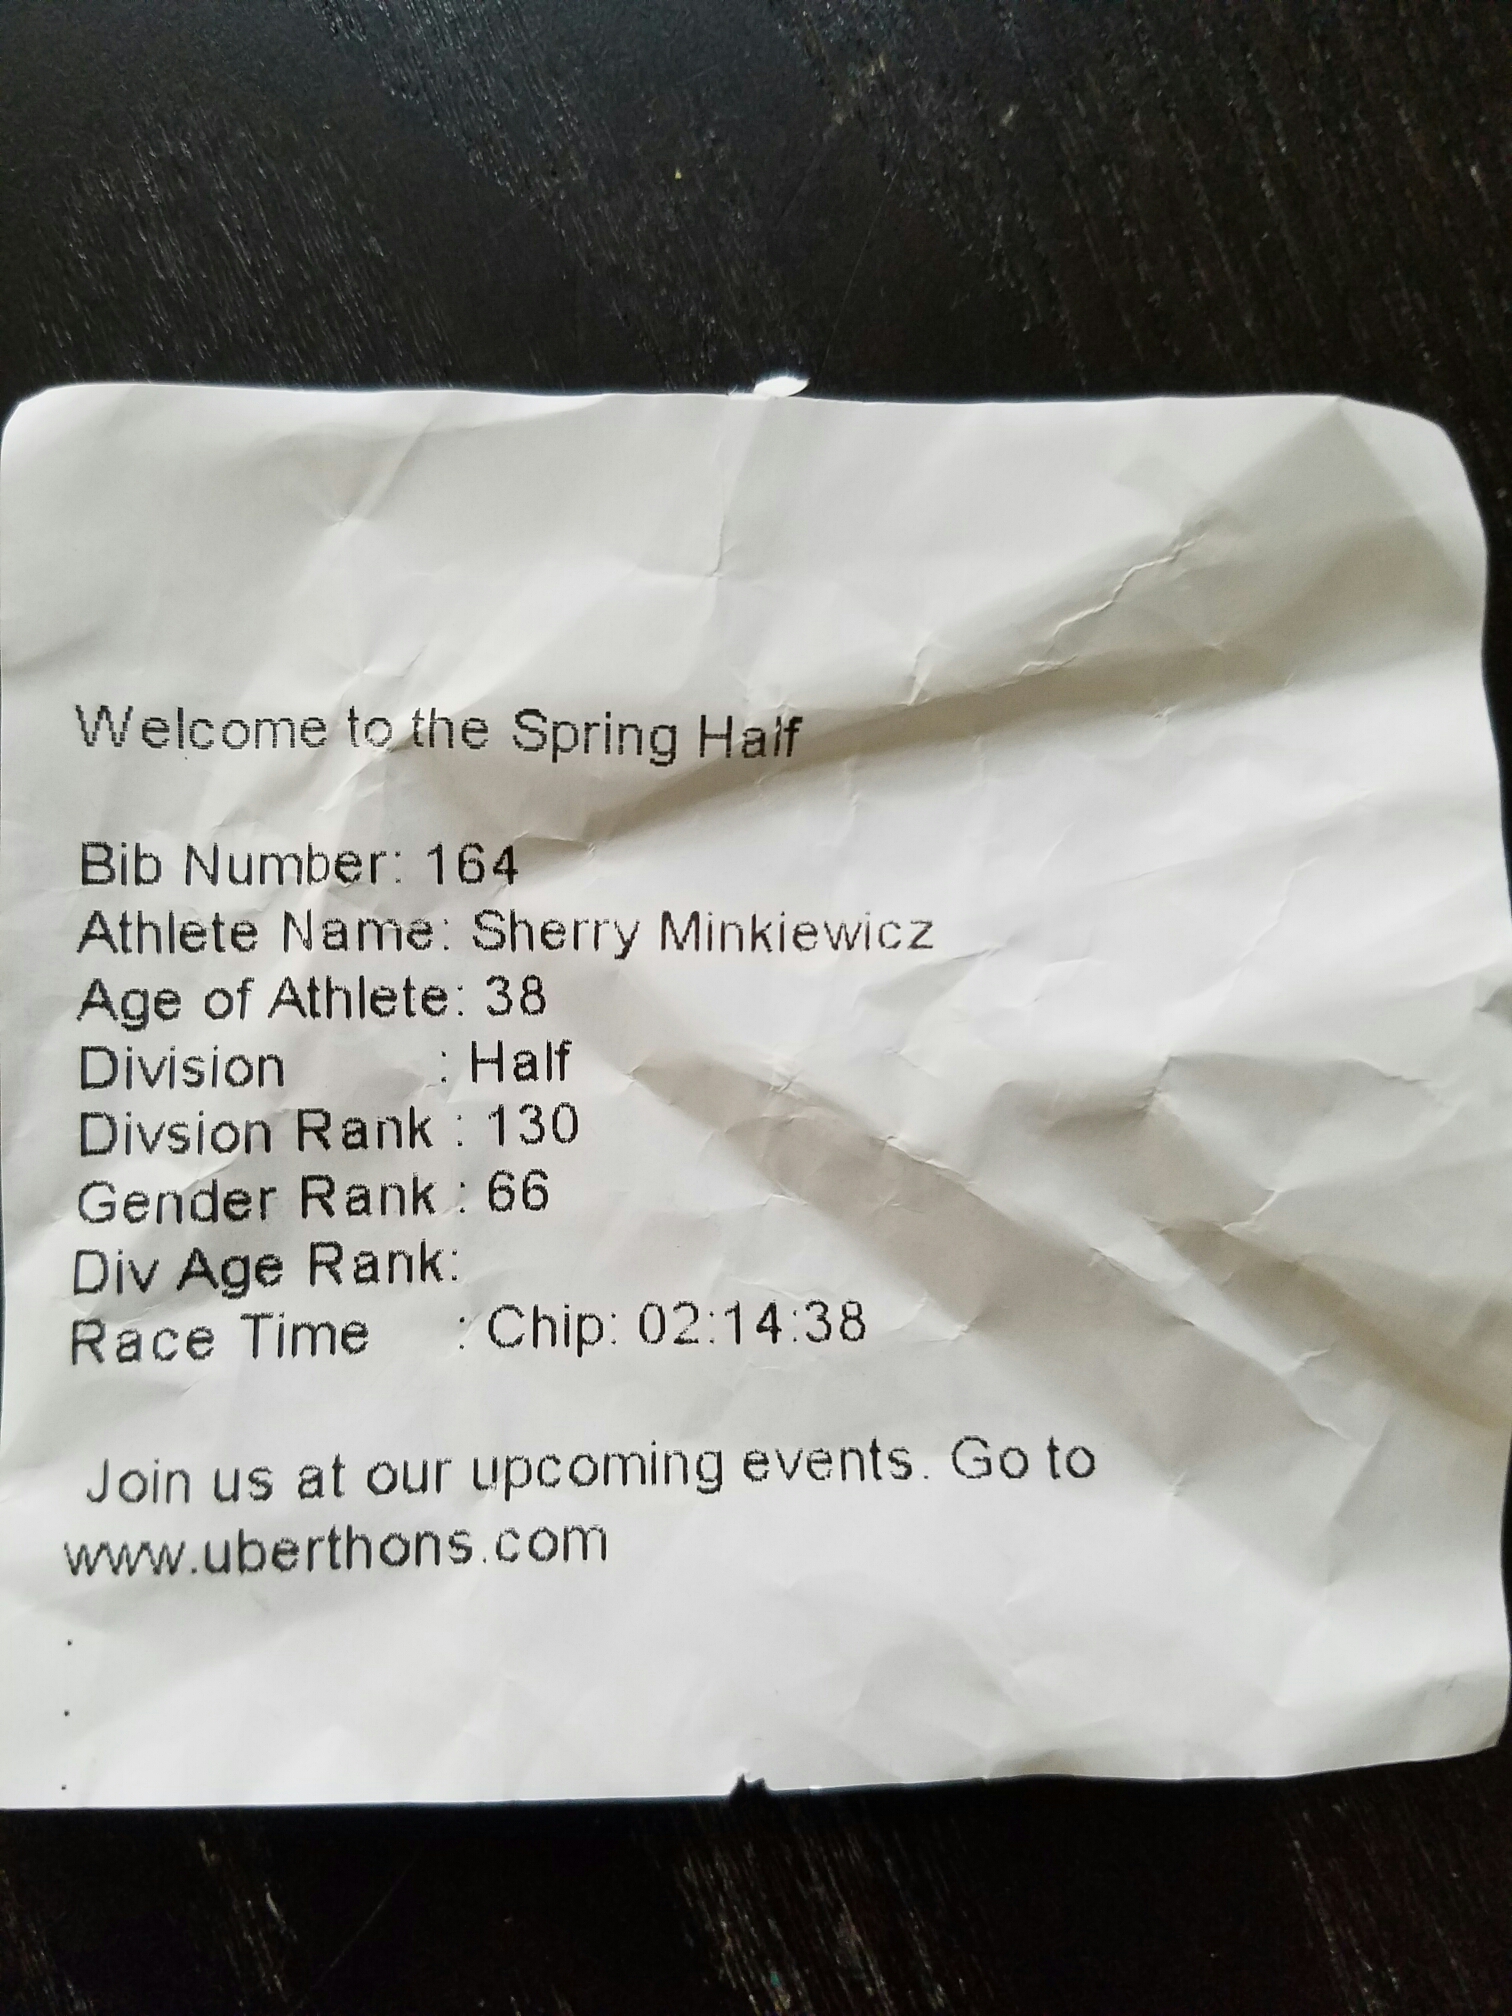 Welcome to the Spring Half
Bib Number: 164
Athlete Name: Sherry Minkiewicz
Age of Athlete: 38
Division : Half
Divsion Rank : 130
Gender Rank : 66
Div Age Rank:
Race Time : Chip: 02:14:38
Join us at our upcoming events. Go to
www.uberthons.com
.
.
.